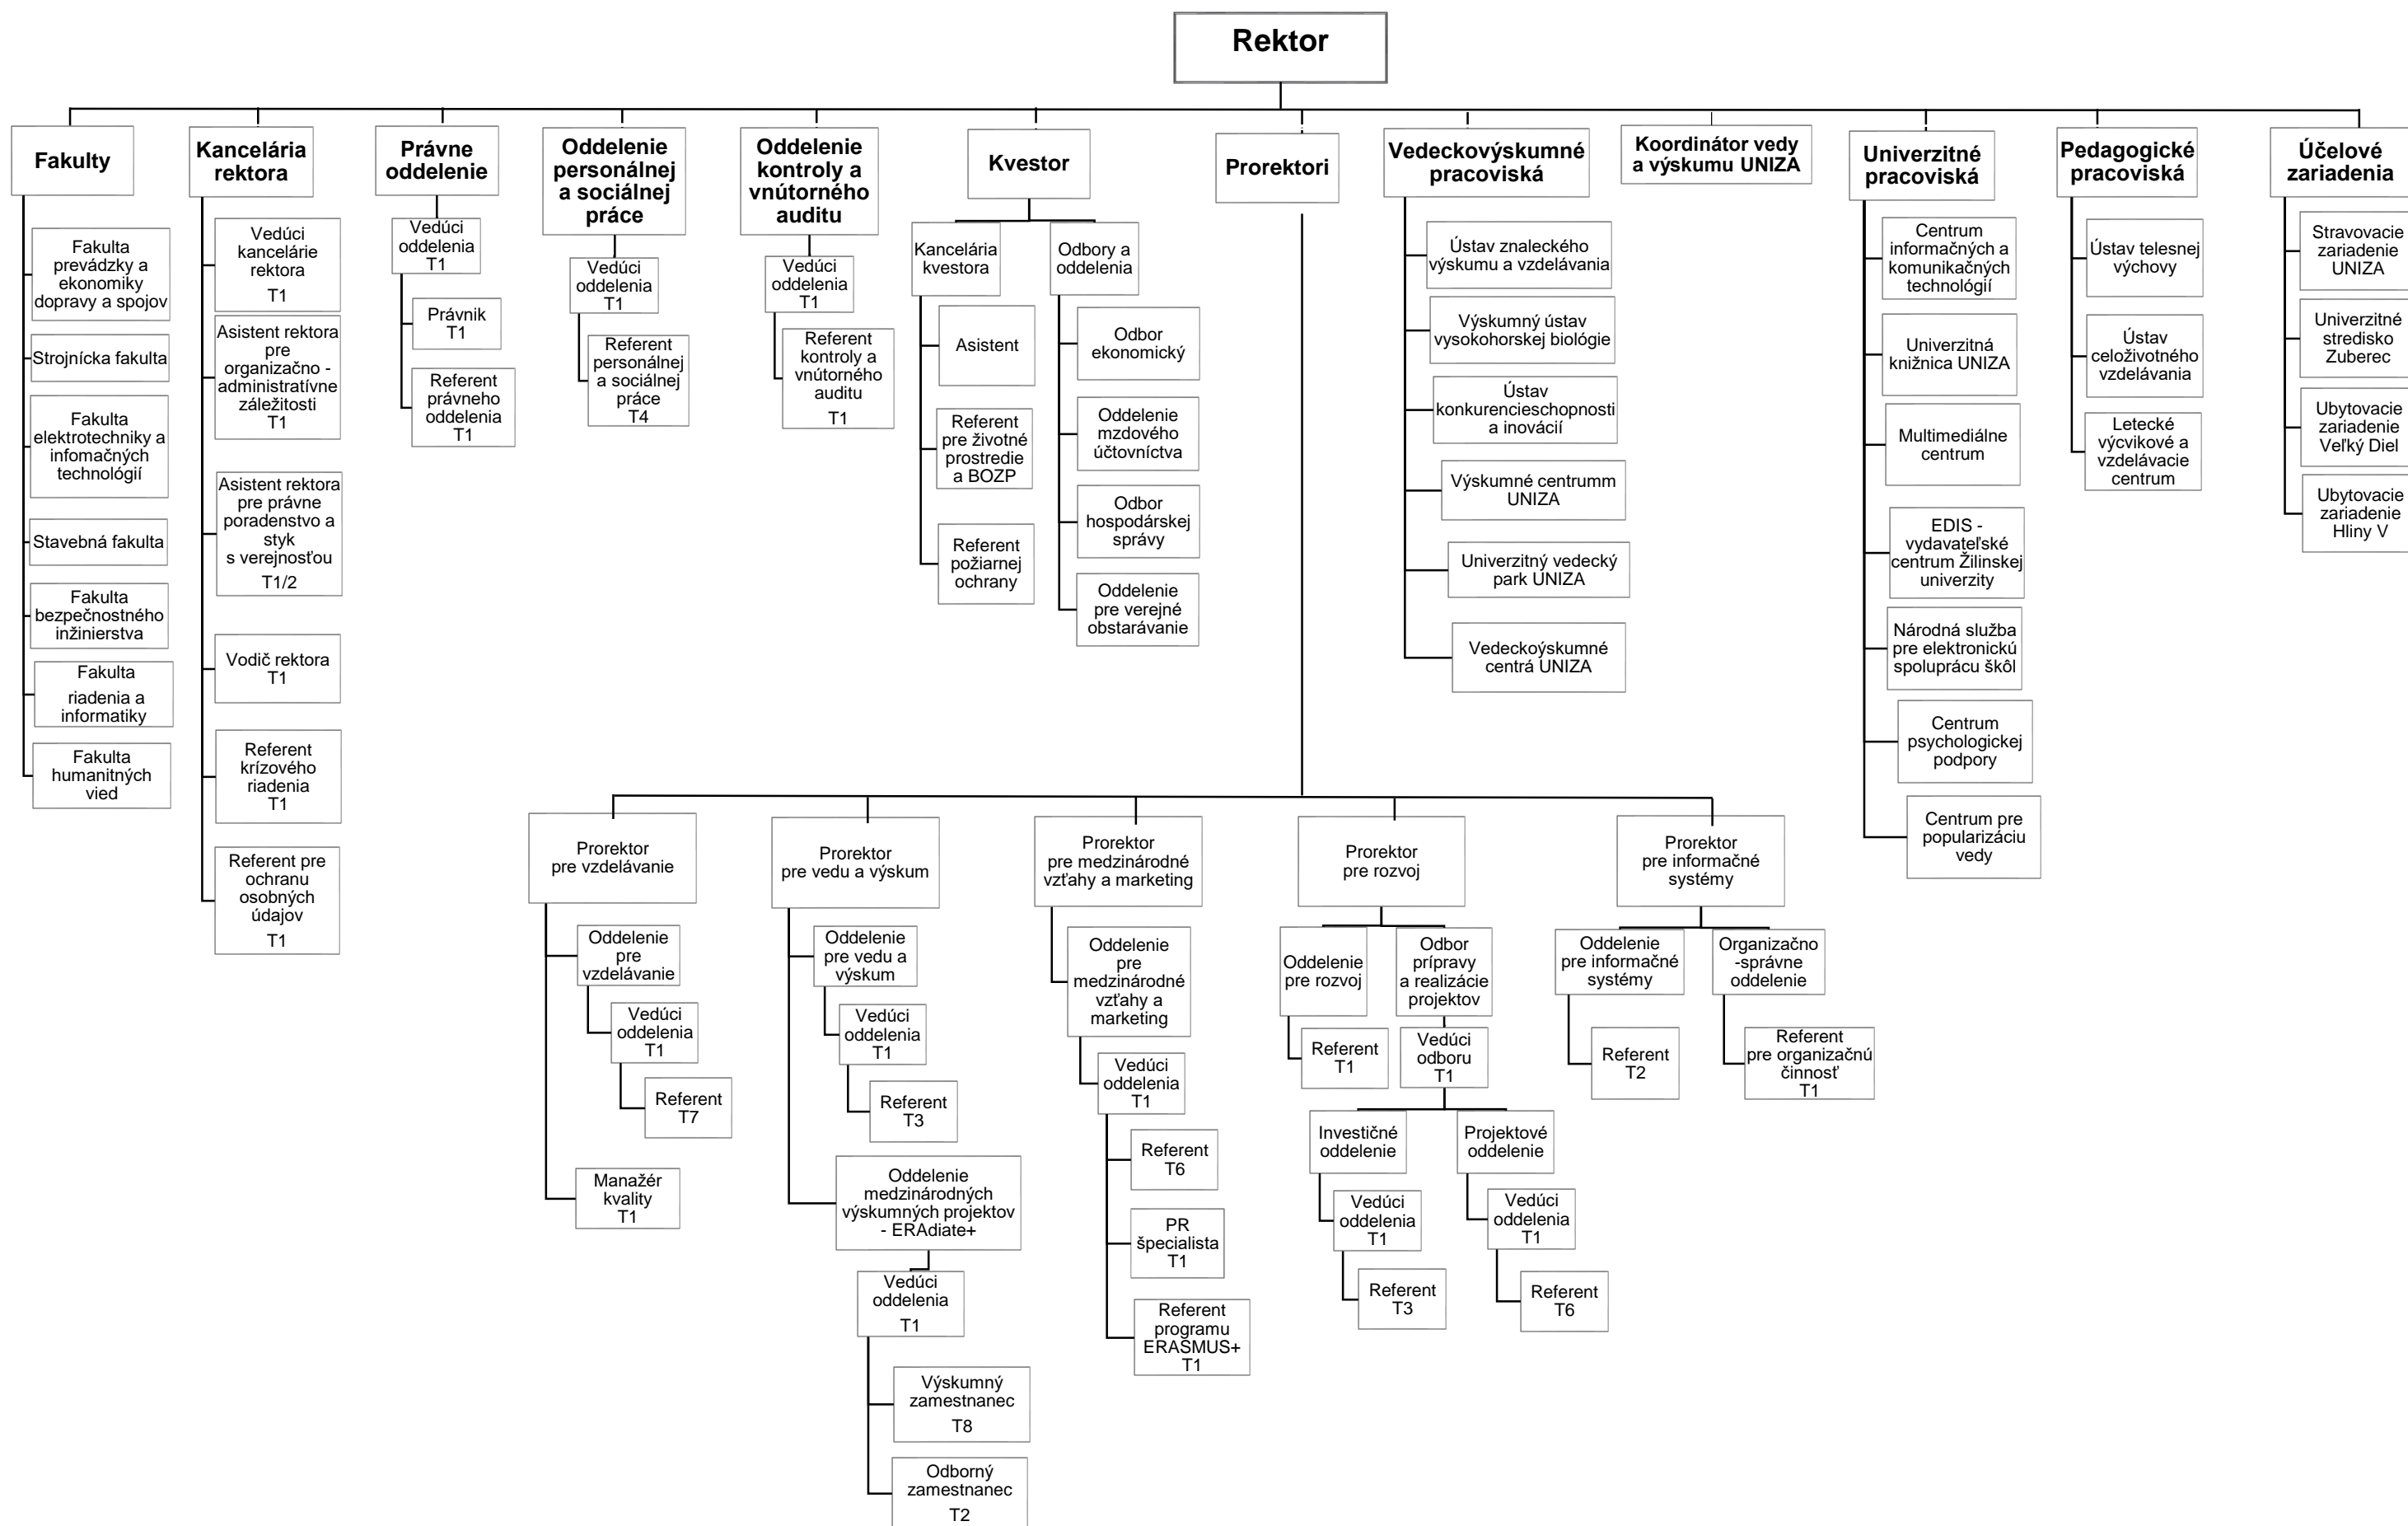 Rektor
Fakulty
Fakulta
prevádzky a
ekonomiky
dopravy a spojov
Strojnícka fakulta
Fakulta
elektrotechniky a
infomačných
technológií
Stavebná fakulta
Fakulta
bezpečnostného
inžinierstva
Fakulta
riadenia a
informatiky
Fakulta
humanitných
vied
Kancelária
rektora
Vedúci
kancelárie
rektora
T1
Asistent rektora
pre
organizačno -
administratívne
záležitosti
T1
Asistent rektora
pre právne
poradenstvo a
styk
s verejnosťou
T1/2
Vodič rektora
T1
Referent
krízového
riadenia
T1
Referent pre
ochranu
osobných
údajov
T1
Právne
oddelenie
Vedúci
oddelenia
T1
Právnik
T1
Referent
právneho
oddelenia
T1
Oddelenie
personálnej
a sociálnej
práce
Vedúci
oddelenia
T1
Referent
personálnej
a sociálnej
práce
T4
Oddelenie
kontroly a
vnútorného
auditu
Vedúci
oddelenia
T1
Referent
kontroly a
vnútorného
auditu
T1
Kvestor
Kancelária
kvestora
Asistent
Referent
pre životné
prostredie
a BOZP
Referent
požiarnej
ochrany
Odbory a
oddelenia
Odbor
ekonomický
Oddelenie
mzdového
účtovníctva
Odbor
hospodárskej
správy
Oddelenie
pre verejné
obstarávanie
Prorektori
Prorektor
pre vzdelávanie
Oddelenie
pre
vzdelávanie
Vedúci
oddelenia
T1
Referent
T7
Manažér
kvality
T1
Prorektor
pre vedu a výskum
Oddelenie
pre vedu a
výskum
Vedúci
oddelenia
T1
Referent
T3
Oddelenie
medzinárodných
výskumných projektov
- ERAdiate+
Vedúci
oddelenia
T1
Výskumný
zamestnanec
T8
Odborný
zamestnanec
T2
Prorektor
pre medzinárodné
vzťahy a marketing
Oddelenie
pre
medzinárodné
vzťahy a
marketing
Vedúci
oddelenia
T1
Referent
T6
PR
špecialista
T1
Referent
programu
ERASMUS+
T1
Prorektor
pre rozvoj
Oddelenie
pre rozvoj
Referent
T1
Odbor
prípravy
a realizácie
projektov
Vedúci
odboru
T1
Investičné
oddelenie
Vedúci
oddelenia
T1
Referent
T3
Projektové
oddelenie
Vedúci
oddelenia
T1
Referent
T6
Prorektor
pre informačné
systémy
Oddelenie
pre informačné
systémy
Referent
T2
Organizačno
-správne
oddelenie
Referent
pre organizačnú
činnosť
T1
Vedeckovýskumné
pracoviská
Ústav znaleckého
výskumu a vzdelávania
Výskumný ústav
vysokohorskej biológie
Ústav
konkurencieschopnosti
a inovácií
Výskumné centrumm
UNIZA
Univerzitný vedecký
park UNIZA
Vedeckoýskumné
centrá UNIZA
Koordinátor vedy
a výskumu UNIZA
Univerzitné
pracoviská
Centrum
informačných a
komunikačných
technológií
Univerzitná
knižnica UNIZA
Multimediálne
centrum
EDIS -
vydavateľské
centrum Žilinskej
univerzity
Národná služba
pre elektronickú
spoluprácu škôl
Centrum
psychologickej
podpory
Centrum pre
popularizáciu
vedy
Pedagogické
pracoviská
Ústav telesnej
výchovy
Ústav
celoživotného
vzdelávania
Letecké
výcvikové a
vzdelávacie
centrum
Účelové
zariadenia
Stravovacie
zariadenie
UNIZA
Univerzitné
stredisko
Zuberec
Ubytovacie
zariadenie
Veľký Diel
Ubytovacie
zariadenie
Hliny V